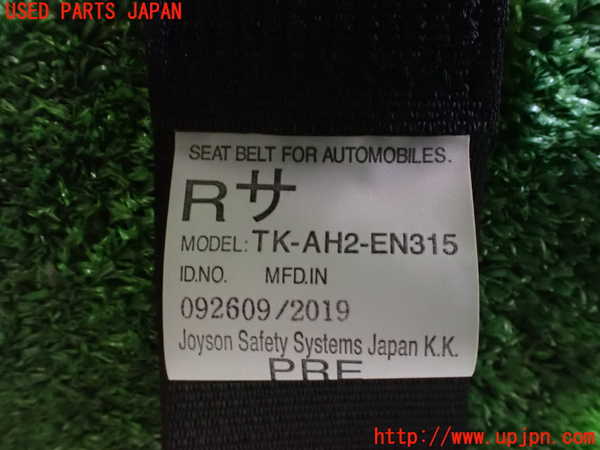 USED PARTS JAPAN
SEAT BELT FOR AUTOMOBILES.
Rサ
MODEL: TK-AH2-EN315
ID.NO. MFD.IN
092609/2019
Joyson Safety Systems Japan K.K.
PRE
http://www.upjpn.com/